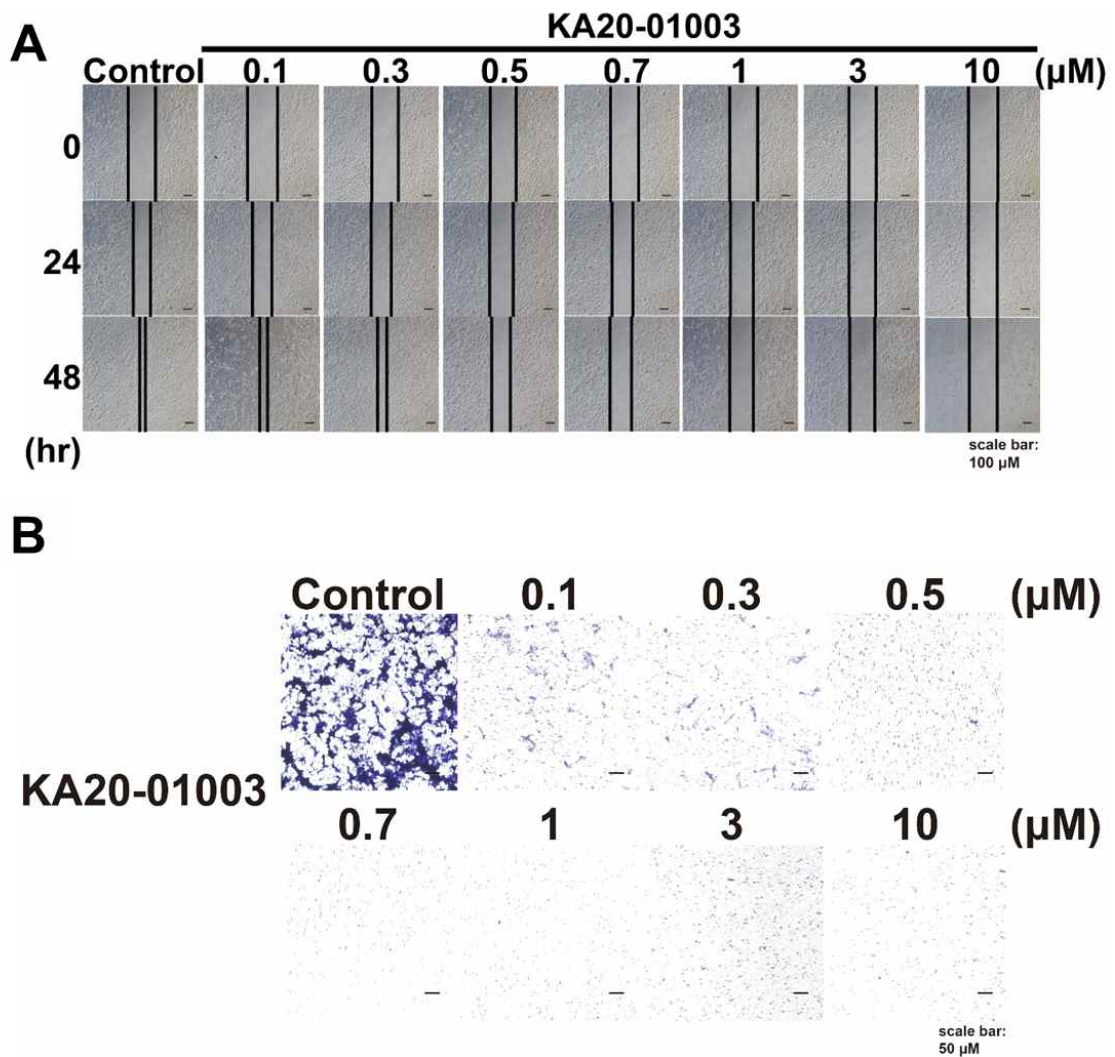 A
KA20-01003
Control 0.1 0.3 0.5 0.7 1 3 10 (μM)
0
24
48
(hr)
scale bar:
100 μM
B
Control 0.1 0.3 0.5 (μM)
KA20-01003
0.7 1 3 10 (μM)
scale bar:
50 μM